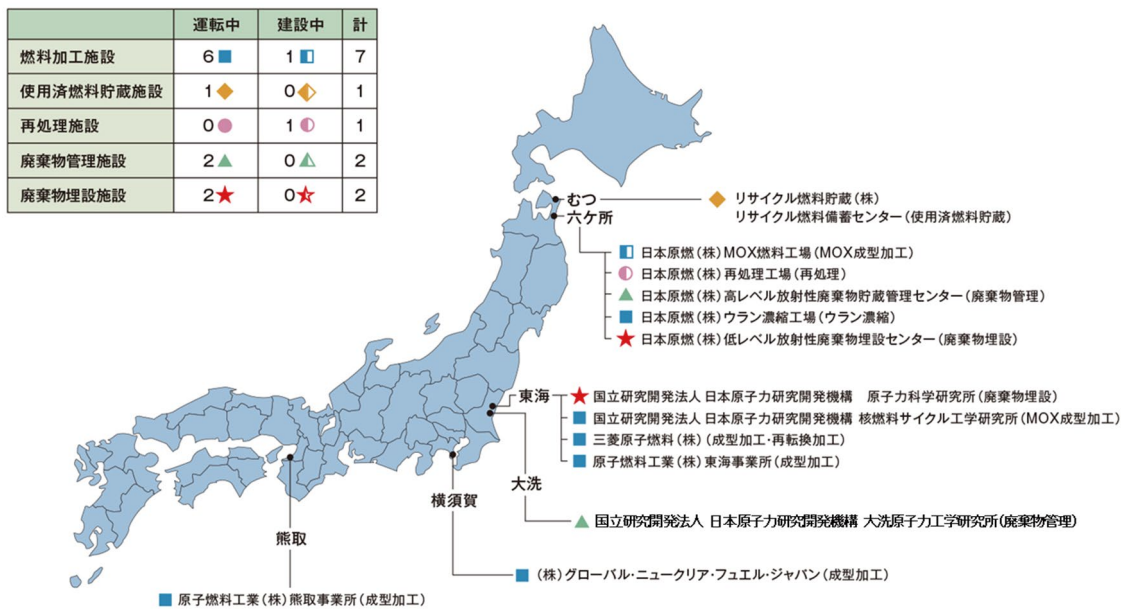 運転中 建設中 計
燃料加工施設 6 1 7
使用済燃料貯蔵施設 1 0 1
再処理施設 0 1 1
廃棄物管理施設 2 0 2
廃棄物埋設施設 2 0 2
むつ
リサイクル燃料貯蔵(株)
リサイクル燃料備蓄センター(使用済燃料貯蔵)
六ケ所
日本原燃(株)MOX燃料工場(MOX成型加工)
日本原燃(株)再処理工場(再処理)
日本原燃(株)高レベル放射性廃棄物貯蔵管理センター(廃棄物管理)
日本原燃(株)ウラン濃縮工場(ウラン濃縮)
日本原燃(株)低レベル放射性廃棄物埋設センター(廃棄物埋設)
東海
国立研究開発法人 日本原子力研究開発機構 原子力科学研究所(廃棄物埋設)
国立研究開発法人 日本原子力研究開発機構 核燃料サイクル工学研究所(MOX成型加工)
三菱原子燃料(株)(成型加工・再転換加工)
原子燃料工業(株)東海事業所(成型加工)
大洗
国立研究開発法人 日本原子力研究開発機構 大洗原子力工学研究所(廃棄物管理)
横須賀
(株)グローバル・ニュークリア・フュエル・ジャパン(成型加工)
熊取
原子燃料工業(株)熊取事業所(成型加工)